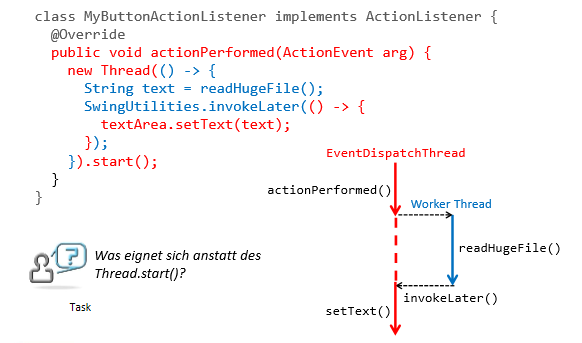 class MyButtonActionListener implements ActionListener {
@Override
public void actionPerformed(ActionEvent arg) {
new Thread(() -> {
String text = readHugeFile();
SwingUtilities.invokeLater(() -> {
textArea.setText(text);
});
}).start();
}
}
EventDispatchThread
actionPerformed()
Worker Thread
readHugeFile()
invokeLater()
setText()
Was eignet sich anstatt des
Thread.start()?
Task